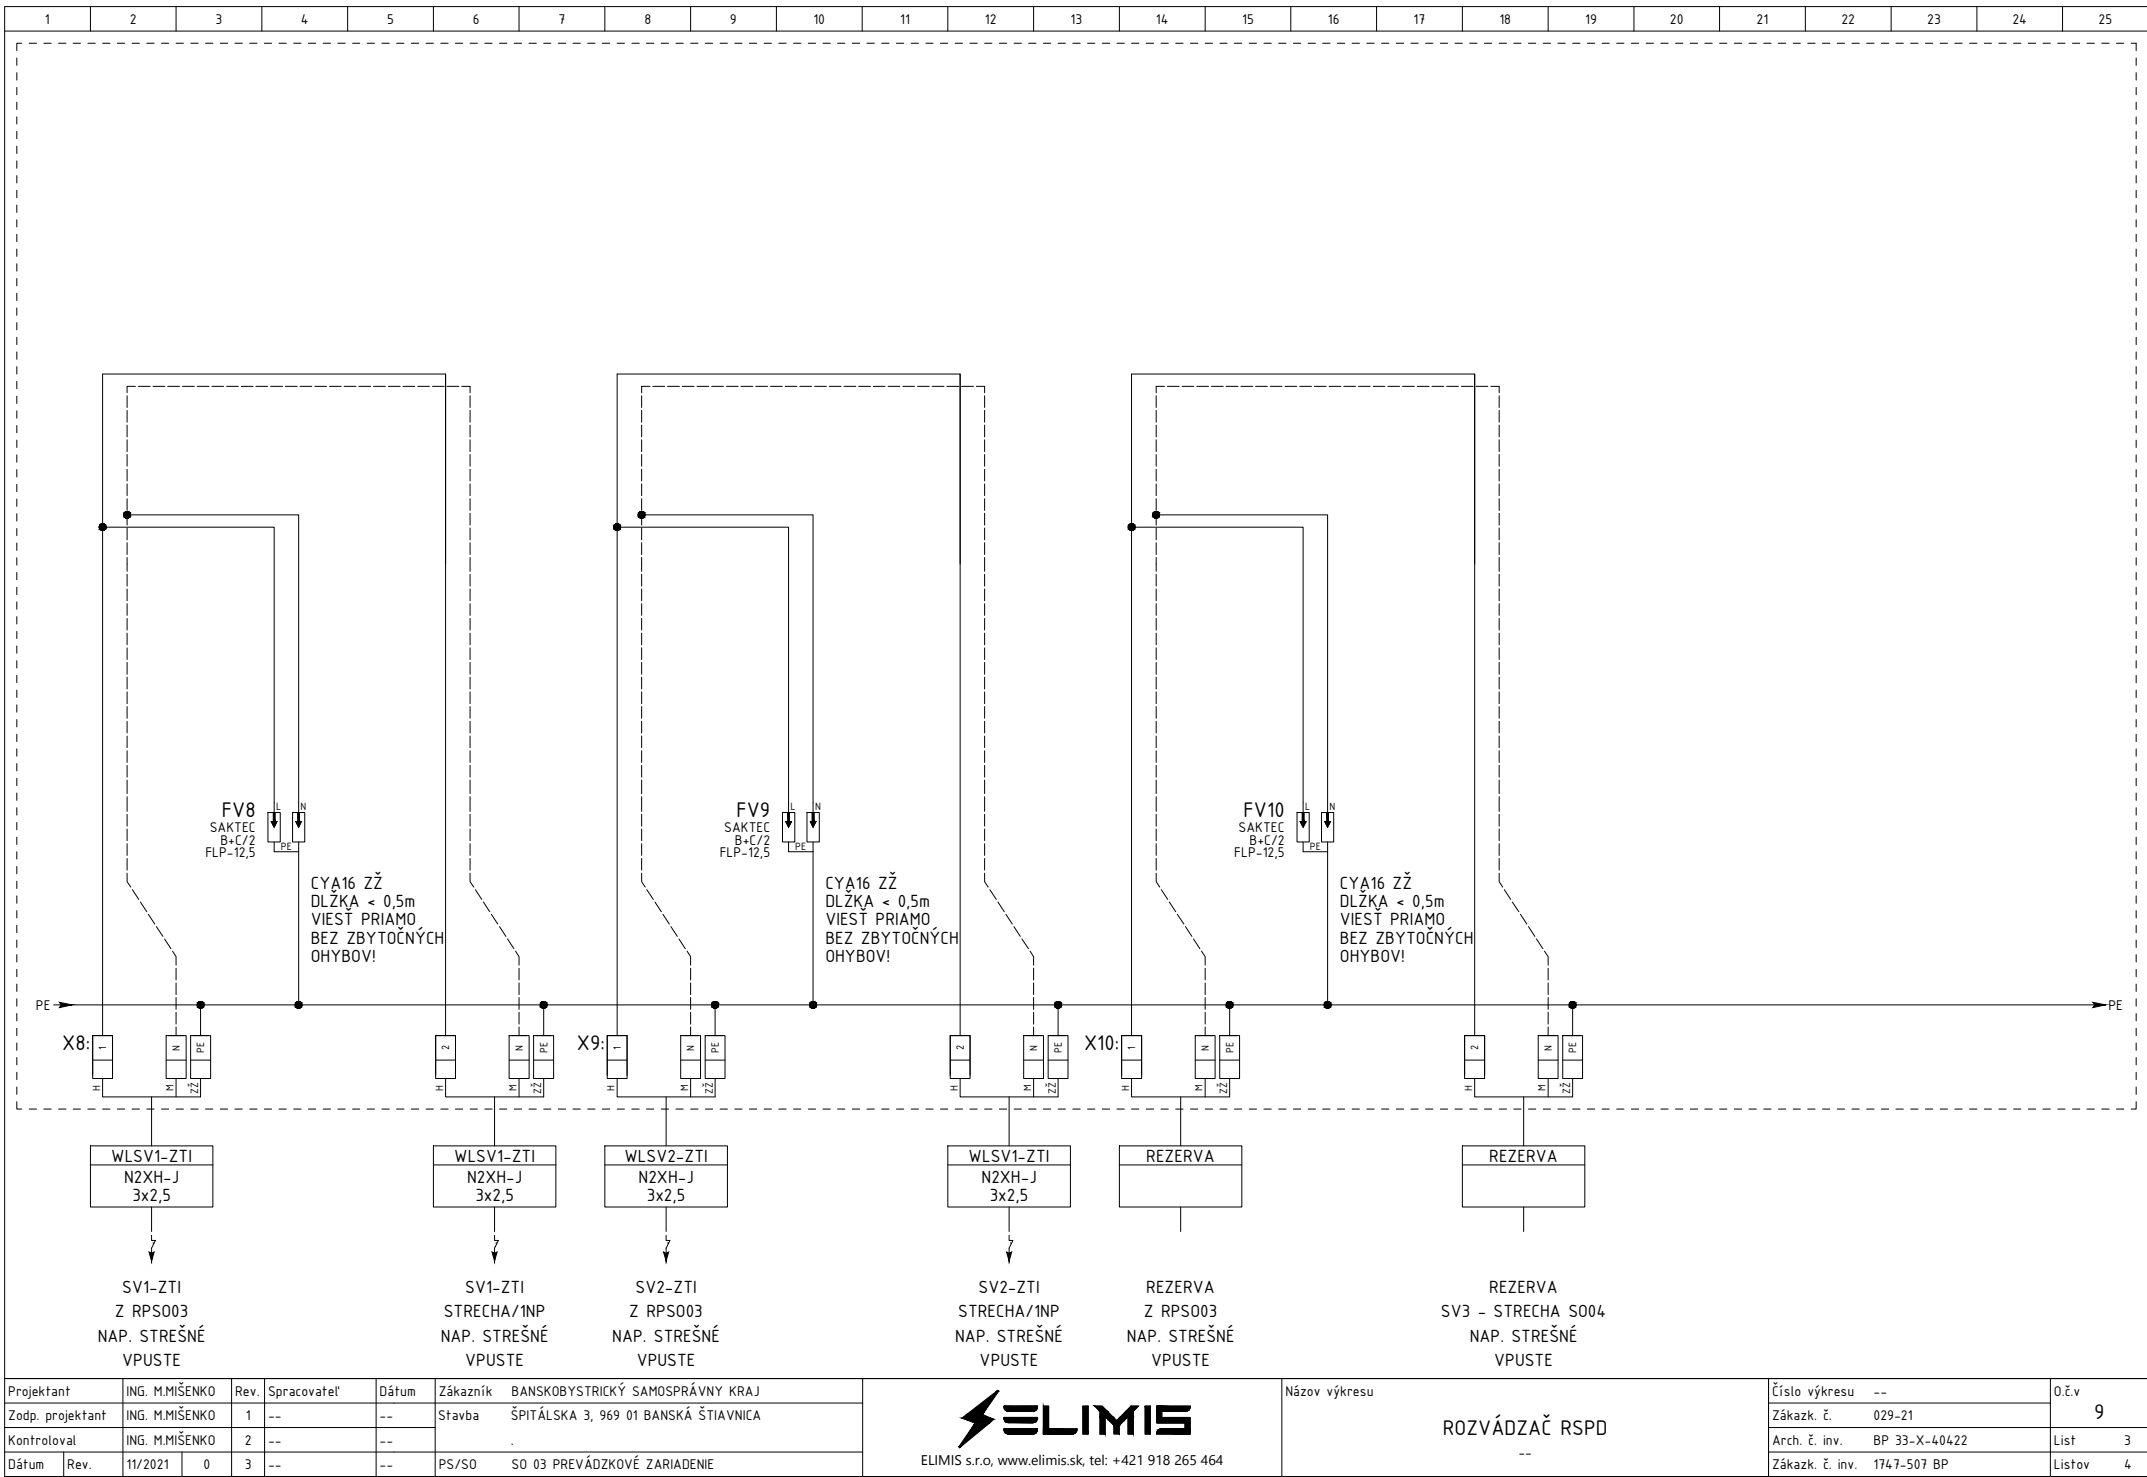 1 2 3 4 5 6 7 8 9 10 11 12 13 14 15 16 17 18 19 20 21 22 23 24 25
FV8
SAKTEC
B+C/2
FLP-12,5
L N
PE
CYA16 ZŽ
DLŽKA < 0,5m
VIESŤ PRIAMO
BEZ ZBYTOČNÝCH
OHYBOV!
FV9
SAKTEC
B+C/2
FLP-12,5
L N
PE
CYA16 ZŽ
DLŽKA < 0,5m
VIESŤ PRIAMO
BEZ ZBYTOČNÝCH
OHYBOV!
FV10
SAKTEC
B+C/2
FLP-12,5
L N
PE
CYA16 ZŽ
DLŽKA < 0,5m
VIESŤ PRIAMO
BEZ ZBYTOČNÝCH
OHYBOV!
PE PE
X8: 1 N PE 2 N PE X9: 1 N PE 2 N PE X10: 1 N PE 2 N PE
H M ZŽ H M ZŽ H M ZŽ H M ZŽ H M ZŽ H M ZŽ
WLSV1-ZTI
N2XH-J
3x2,5
SV1-ZTI
Z RPSO03
NAP. STREŠNÉ
VPUSTE
WLSV1-ZTI
N2XH-J
3x2,5
SV1-ZTI
STRECHA/1NP
NAP. STREŠNÉ
VPUSTE
WLSV2-ZTI
N2XH-J
3x2,5
SV2-ZTI
Z RPSO03
NAP. STREŠNÉ
VPUSTE
WLSV1-ZTI
N2XH-J
3x2,5
SV2-ZTI
STRECHA/1NP
NAP. STREŠNÉ
VPUSTE
REZERVA
REZERVA
Z RPSO03
NAP. STREŠNÉ
VPUSTE
REZERVA
REZERVA
SV3 - STRECHA SO04
NAP. STREŠNÉ
VPUSTE
Projektant ING. M.MIŠENKO Rev. Spracovateľ Dátum
Zodp. projektant ING. M.MIŠENKO 1 -- --
Kontroloval ING. M.MIŠENKO 2 -- --
Dátum Rev. 11/2021 0 3 -- --
Zákazník BANSKOBYSTRICKÝ SAMOSPRÁVNY KRAJ
Stavba ŠPITÁLSKA 3, 969 01 BANSKÁ ŠTIAVNICA
.
PS/SO SO 03 PREVÁDZKOVÉ ZARIADENIE
ELIMIS
ELIMIS s.r.o, www.elimis.sk, tel: +421 918 265 464
Názov výkresu
ROZVÁDZAČ RSPD
--
Číslo výkresu --
Zákazk. č. 029-21
Arch. č. inv. BP 33-X-40422
Zákazk. č. inv. 1747-507 BP
O.č.v
9
List 3
Listov 4